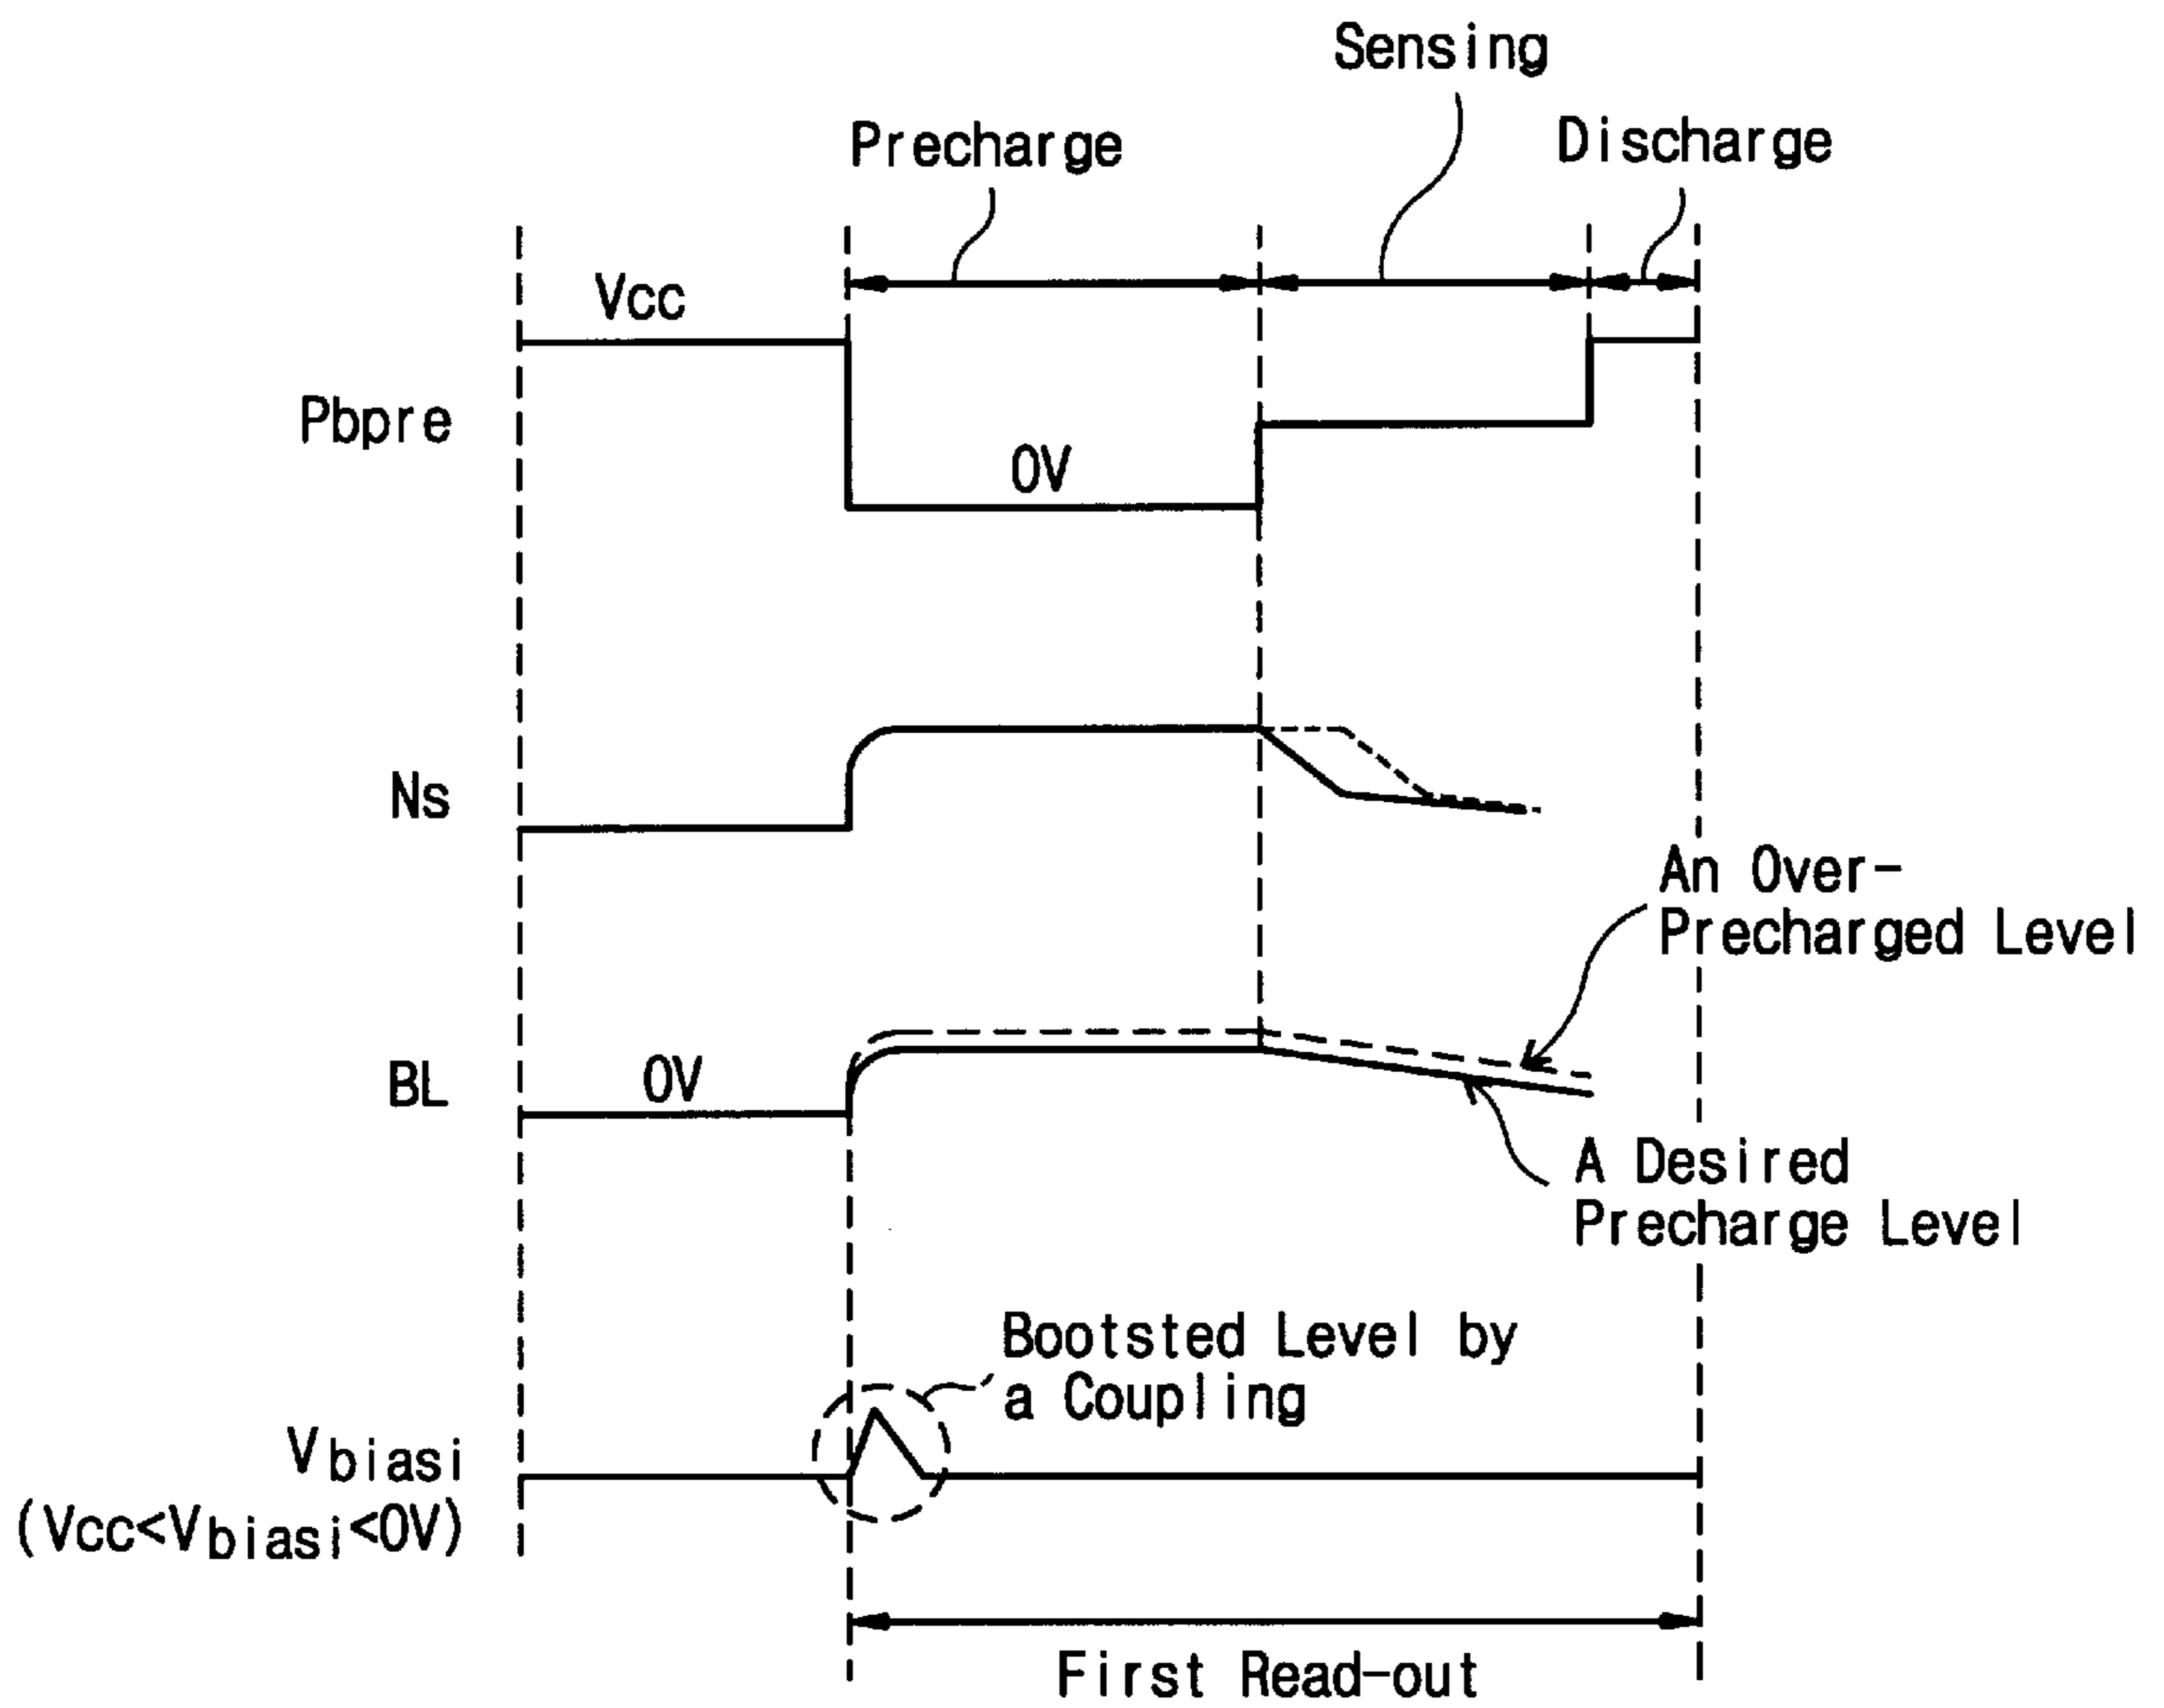 Sensing
Precharge
Discharge
Vcc
Pbpre
0V
Ns
An Over-
Precharged Level
BL
0V
A Desired
Precharge Level
Bootsted Level by
a Coupling
Vbiasi
(Vcc<Vbiasi<0V)
First Read-out